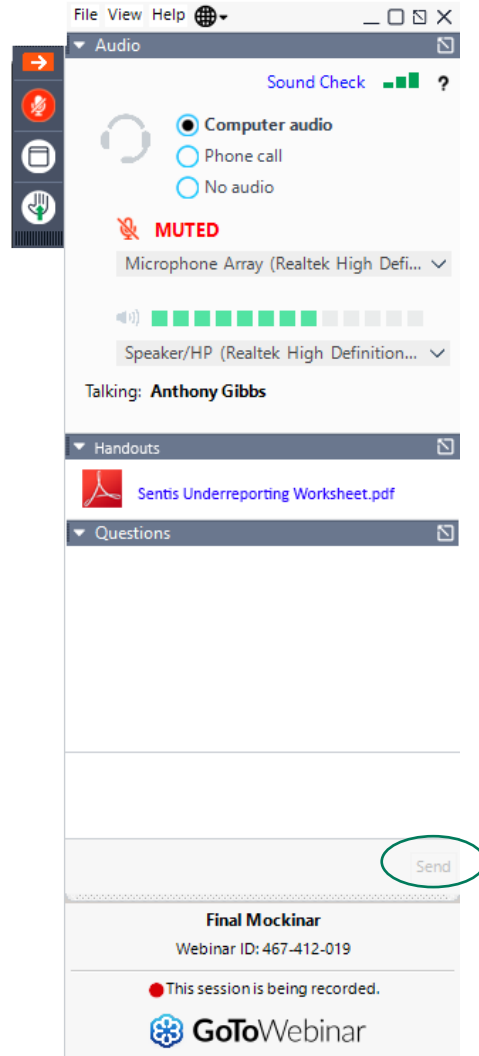 File View Help
Audio
Sound Check ?
Computer audio
Phone call
No audio
MUTED
Microphone Array (Realtek High Defi...
Speaker/HP (Realtek High Definition...
Talking: Anthony Gibbs
Handouts
Sentis Underreporting Worksheet.pdf
Questions
Send
Final Mockinar
Webinar ID: 467-412-019
This session is being recorded.
GoToWebinar